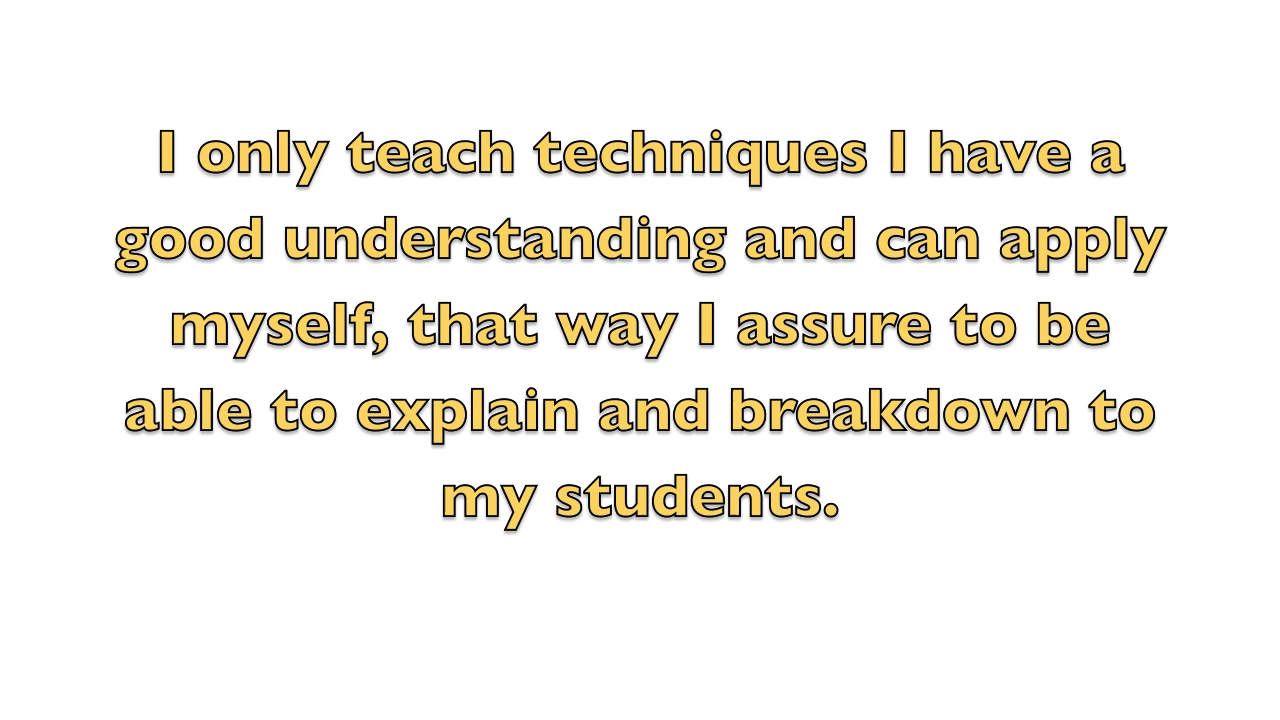 I only teach techniques I have a
good understanding and can apply
myself, that way I assure to be
able to explain and breakdown to
my students.